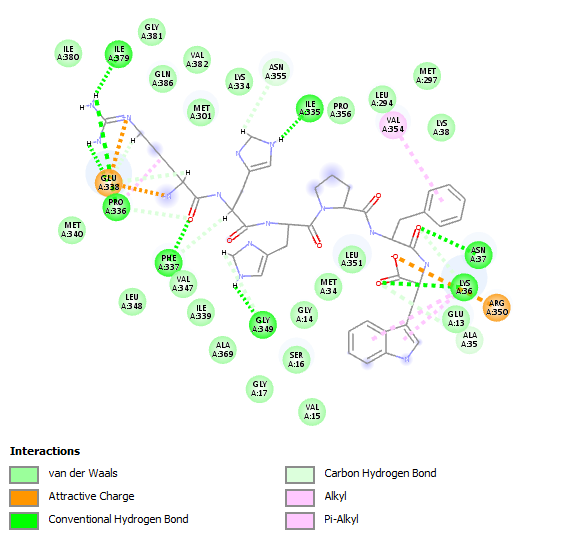 GLY
A:381
ILE
A:380
ILE
A:379
VAL
A:382
GLN
A:386
LYS
A:334
ASN
A:355
MET
A:297
MET
A:301
ILE
A:335
PRO
A:356
LEU
A:294
VAL
A:354
LYS
A:38
H
H
N
N
N
H
H
H
N
H
N
H
GLU
A:338
PRO
A:336
N
O
N
H
N
O
N
O
O
N
O
N
MET
A:340
PHE
A:337
VAL
A:347
H
N
N
H
LEU
A:351
MET
A:34
O
O
ASN
A:37
LYS
A:36
ARG
A:350
LEU
A:348
ILE
A:339
GLY
A:349
GLY
A:14
GLU
A:13
ALA
A:35
N
H
ALA
A:369
SER
A:16
GLY
A:17
VAL
A:15
Interactions
van der Waals
Attractive Charge
Conventional Hydrogen Bond
Carbon Hydrogen Bond
Alkyl
Pi-Alkyl